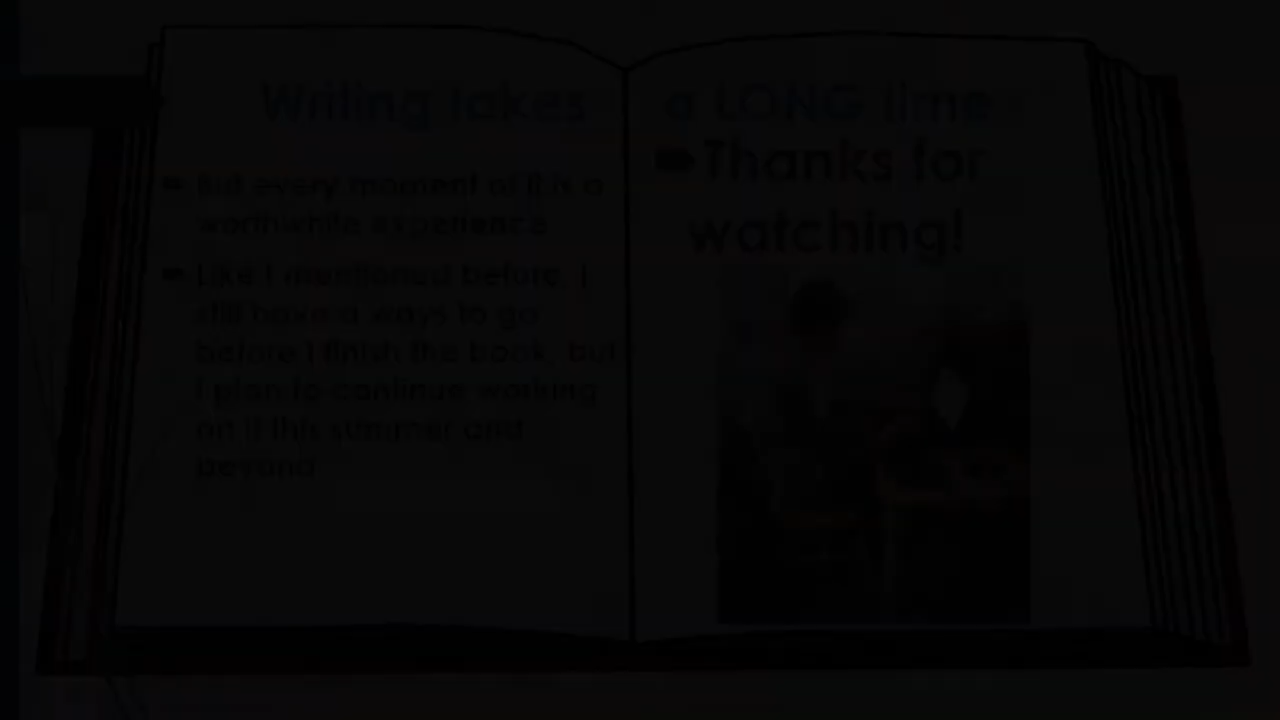 Writing takes a LONG time
But every moment of it is a
worthwhile experience
Like I mentioned before, I
still have a ways to go
before I finish the book, but
I plan to continue working
on it this summer and
beyond
Thanks for
watching!